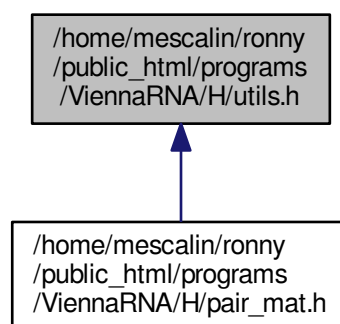 /home/mescalin/ronny
/public_html/programs
/ViennaRNA/H/utils.h
/home/mescalin/ronny
/public_html/programs
/ViennaRNA/H/pair_mat.h